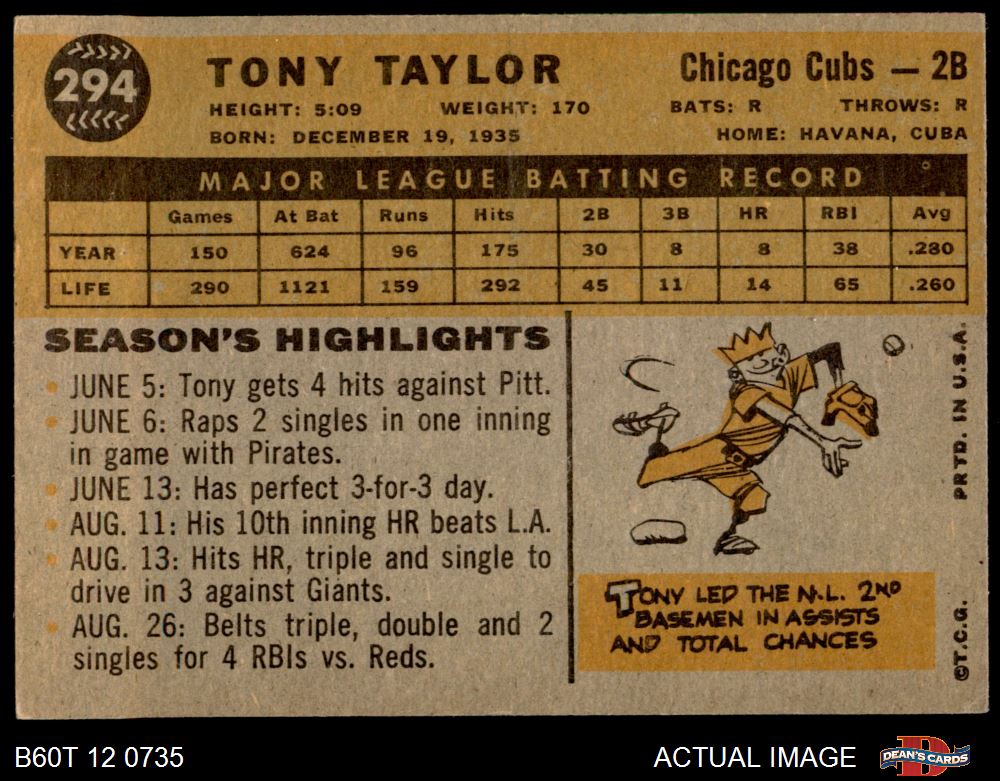 294
TONY TAYLOR
Chicago Cubs — 2B
HEIGHT: 5:09 WEIGHT: 170 BATS: R THROWS: R
BORN: DECEMBER 19, 1935 HOME: HAVANA, CUBA
MAJOR LEAGUE BATTING RECORD
Games At Bat Runs Hits 2B 3B HR RBI Avg
YEAR 150 624 96 175 30 8 8 38 .280
LIFE 290 1121 159 292 45 11 14 65 .260
SEASON'S HIGHLIGHTS
• JUNE 5: Tony gets 4 hits against Pitt.
• JUNE 6: Raps 2 singles in one inning
in game with Pirates.
• JUNE 13: Has perfect 3-for-3 day.
• AUG. 11: His 10th inning HR beats L.A.
• AUG. 13: Hits HR, triple and single to
drive in 3 against Giants.
• AUG. 26: Belts triple, double and 2
singles for 4 RBIs vs. Reds.
TONY LED THE N.L. 2ND
BASEMEN IN ASSISTS
AND TOTAL CHANCES
©T.C.G. PRTD. IN U.S.A.
B60T 12 0735
ACTUAL IMAGE
DEAN'S CARDS